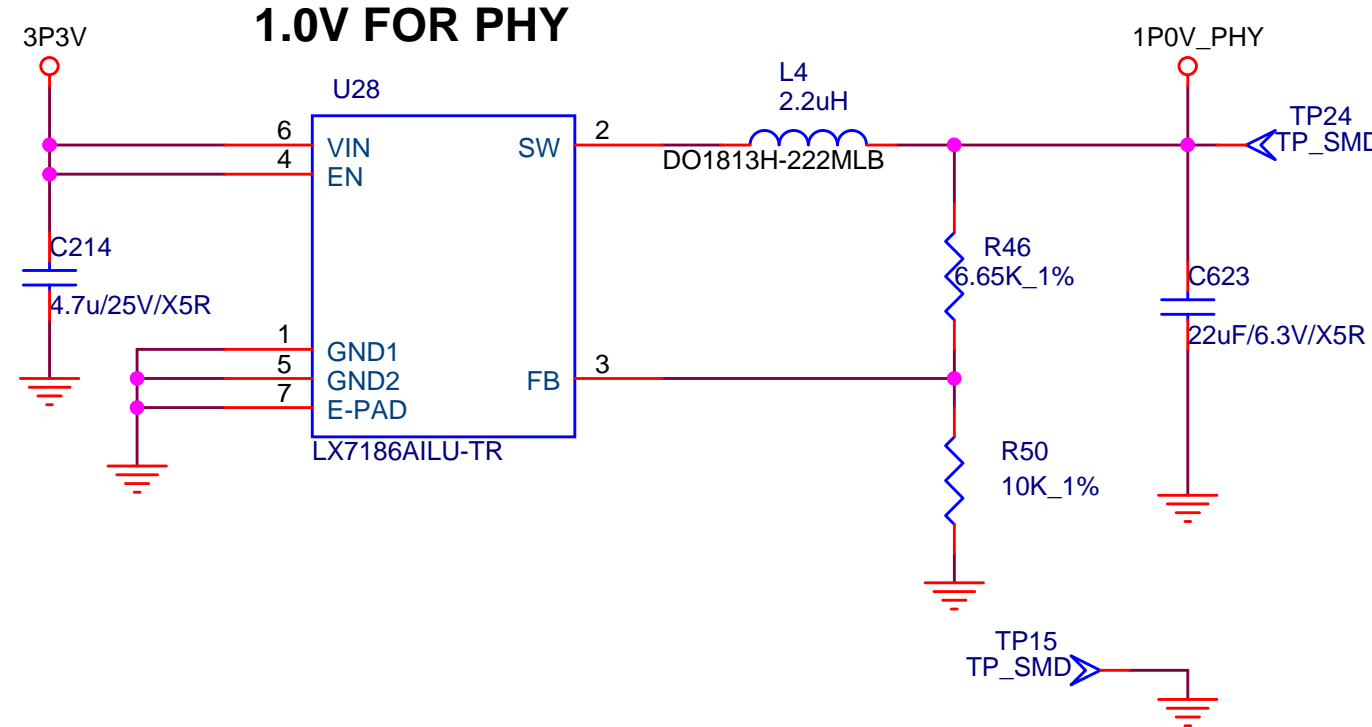 1.0V FOR PHY
3P3V
1P0V_PHY
U28
L4
2.2uH
DO1813H-222MLB
TP24
TP_SMD
6
VIN
SW
2
4
EN
C214
4.7u/25V/X5R
R46
6.65K_1%
C623
22uF/6.3V/X5R
1
GND1
5
GND2
FB
3
7
E-PAD
LX7186AILU-TR
R50
10K_1%
TP15
TP_SMD